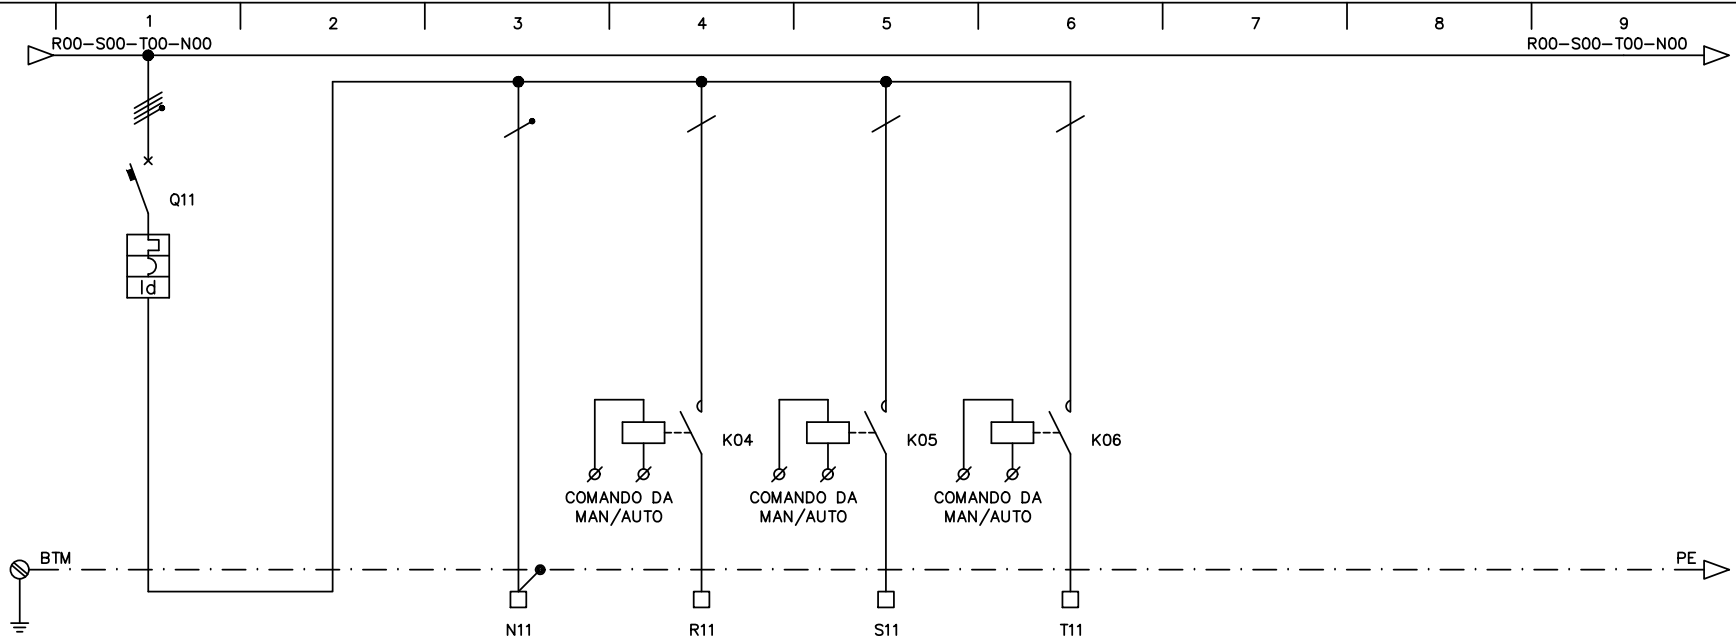 1 2 3 4 5 6 7 8 9
R00-S00-T00-N00 R00-S00-T00-N00
Q11
Id
K04 K05 K06
COMANDO DA
MAN/AUTO
COMANDO DA
MAN/AUTO
COMANDO DA
MAN/AUTO
BTM PE
N11 R11 S11 T11